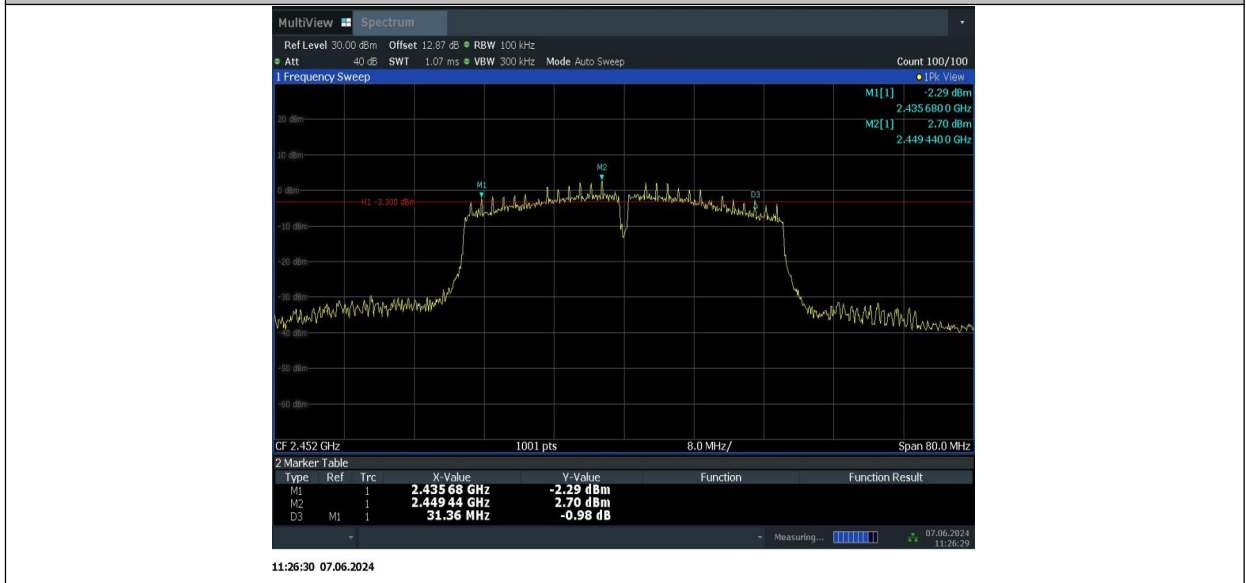 MultiView Spectrum
Ref Level 30.00 dBm Offset 12.87 dB RBW 100 kHz
Att 40 dB SWT 1.07 ms VBW 300 kHz Mode Auto Sweep Count 100/100
1 Frequency Sweep 1Pk View
M1[1] -2.29 dBm
2.435 680 0 GHz
M2[1] 2.70 dBm
2.449 440 0 GHz
20 dBm
10 dBm
M2
M1
0 dBm
D3
H1 -3.300 dBm
-10 dBm
-20 dBm
-30 dBm
-40 dBm
-50 dBm
-60 dBm
CF 2.452 GHz 1001 pts 8.0 MHz/ Span 80.0 MHz
2 Marker Table
Type Ref Trc X-Value Y-Value Function Function Result
M1 1 2.435 68 GHz -2.29 dBm
M2 1 2.449 44 GHz 2.70 dBm
D3 M1 1 31.36 MHz -0.98 dB
Measuring... 07.06.2024
11:26:29
11:26:30 07.06.2024